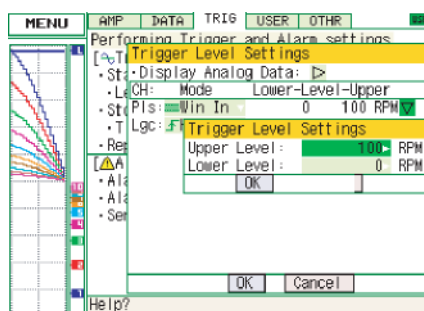 MENU AMP DATA TRIG USER OTHR
Performing Trigger and Alarm settings
Trigger Level Settings
Display Analog Data:
CH: Mode Lower-Level-Upper
Pls: Win In 0 100 RPM
Lgc:
Trigger Level Settings
Upper Level: 100 RPM
Lower Level: 0 RPM
OK
OK Cancel
Help?